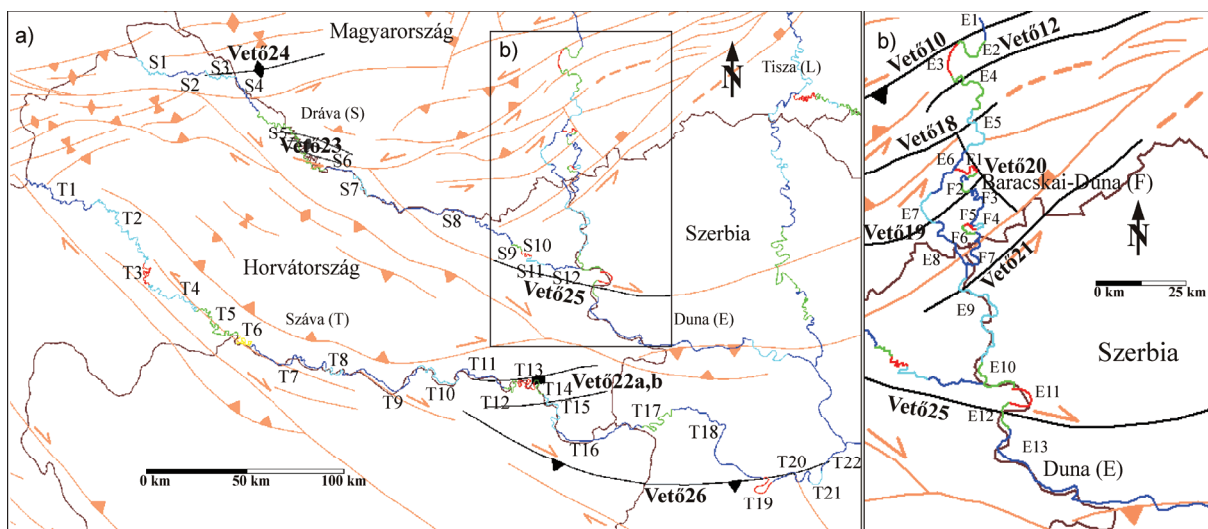 a)
Magyarország
b)
S1
Vető24
S3
S2
S4
N
Tisza (L)
Dráva (S)
S5
Vető23
S6
T1
S7
T2
S8
Szerbia
Horvátország
S10
S9
S11
S12
T3
Vető25
T4
T5
Száva (T)
Duna (E)
T6
T7
T8
T9
T10
T11
T12
T13
Vető22a,b
T14
T15
T16
T17
T18
T20
T22
Vető26
T19
T21
0 km
50 km
100 km
b)
E1
Vető10
E2
Vető12
E3
E4
E5
Vető18
E6
E1
Vető20
F2
F3
Baracskai-Duna (F)
E7
F5
F4
Vető19
F6
E8
F7
Vető21
N
0 km
25 km
E9
Szerbia
E10
E11
Vető25
E12
E13
Duna (E)